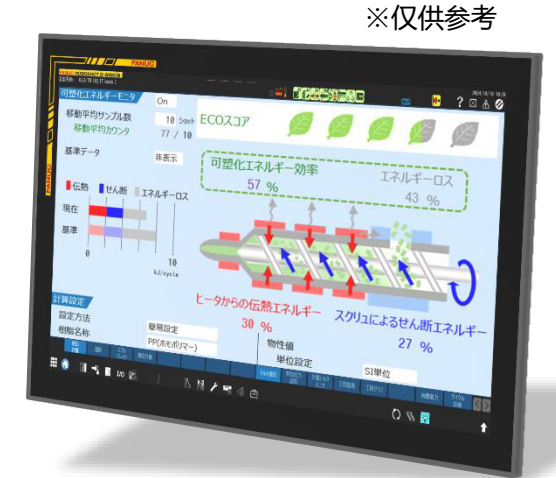 ※仅供参考
FANUC
FANUC
可塑化エネルギーモニタ
On
移動平均サンプル数
10 ショット
移動平均カウンタ
77 / 10
基準データ
非表示
ECOスコア
可塑化エネルギー効率
57 %
エネルギーロス
43 %
伝熱 せん断 エネルギーロス
現在
基準
0
10
kJ/cycle
ヒータからの伝熱エネルギー
30 %
スクリュによるせん断エネルギー
27 %
計算設定
設定方法
簡易設定
樹脂名称
PP(ホモポリマー)
物性値
単位設定
SI単位
I/O